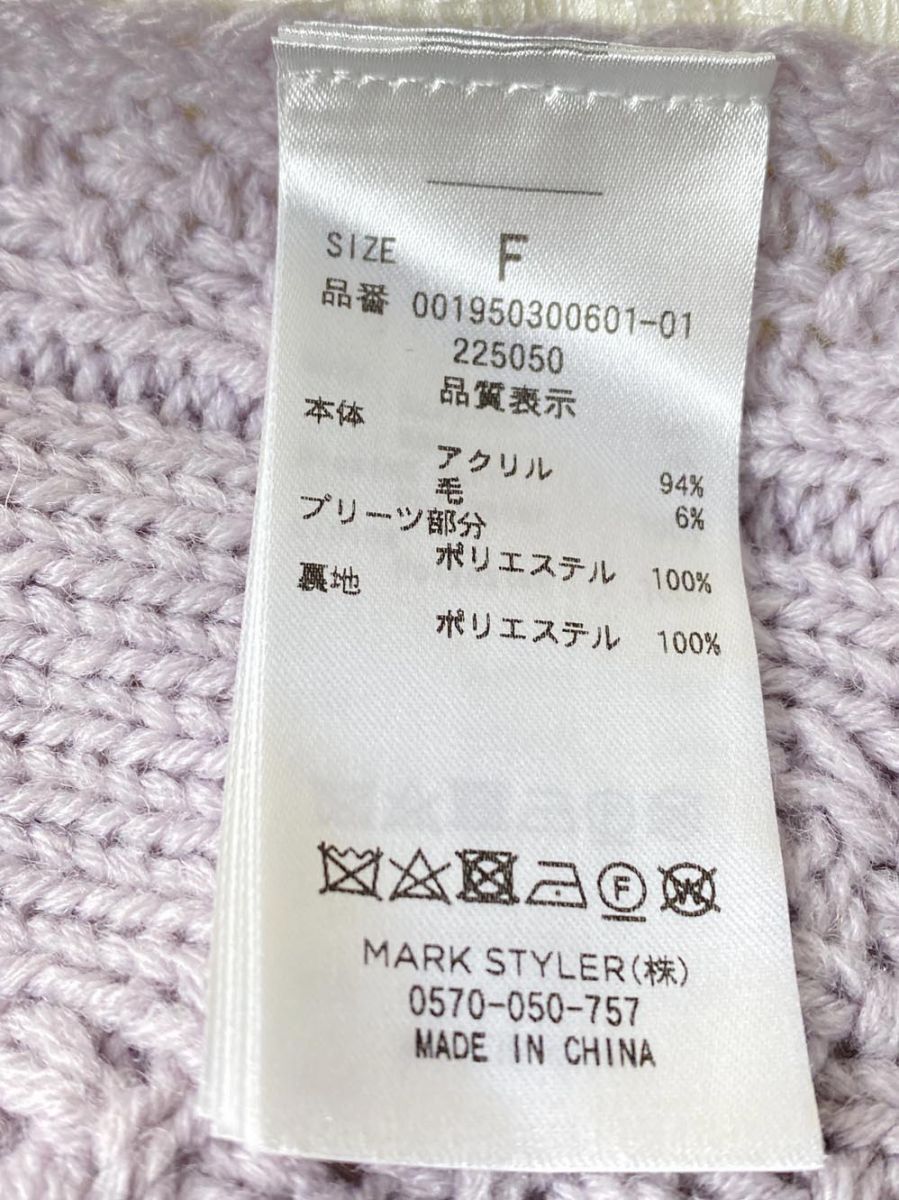 SIZE F
品番 001950300601-01
225050
品質表示
本体
アクリル 94%
毛 6%
プリーツ部分
ポリエステル 100%
裏地
ポリエステル 100%
F W
MARK STYLER(株)
0570-050-757
MADE IN CHINA